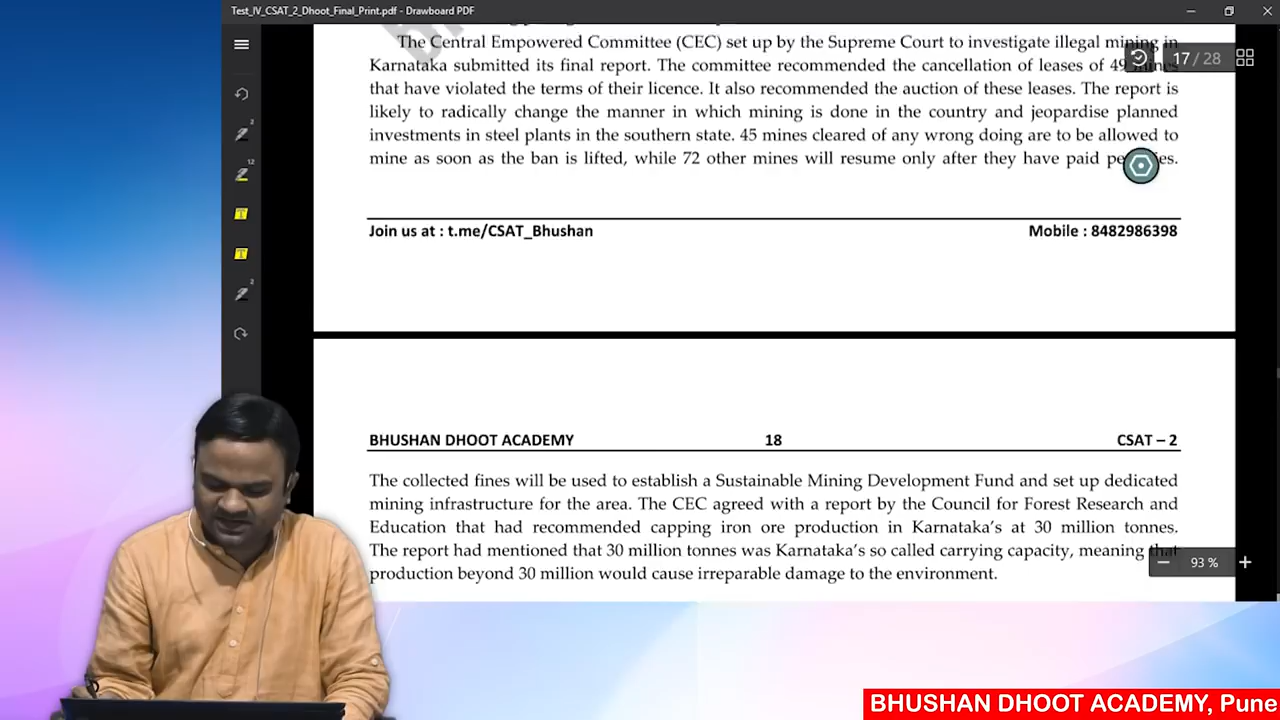 Test_IV_CSAT_2_Dhoot_Final_Print.pdf - Drawboard PDF
The Central Empowered Committee (CEC) set up by the Supreme Court to investigate illegal mining in
Karnataka submitted its final report. The committee recommended the cancellation of leases of 49 mines
17 / 28
that have violated the terms of their licence. It also recommended the auction of these leases. The report is
likely to radically change the manner in which mining is done in the country and jeopardise planned
investments in steel plants in the southern state. 45 mines cleared of any wrong doing are to be allowed to
mine as soon as the ban is lifted, while 72 other mines will resume only after they have paid
Join us at : t.me/CSAT_Bhushan
Mobile : 8482986398
BHUSHAN DHOOT ACADEMY
18
CSAT – 2
The collected fines will be used to establish a Sustainable Mining Development Fund and set up dedicated
mining infrastructure for the area. The CEC agreed with a report by the Council for Forest Research and
Education that had recommended capping iron ore production in Karnataka's at 30 million tonnes.
The report had mentioned that 30 million tonnes was Karnataka's so called carrying capacity, meaning that
production beyond 30 million would cause irreparable damage to the environment.
93 %
2
12
T
T
2
BHUSHAN DHOOT ACADEMY, Pune